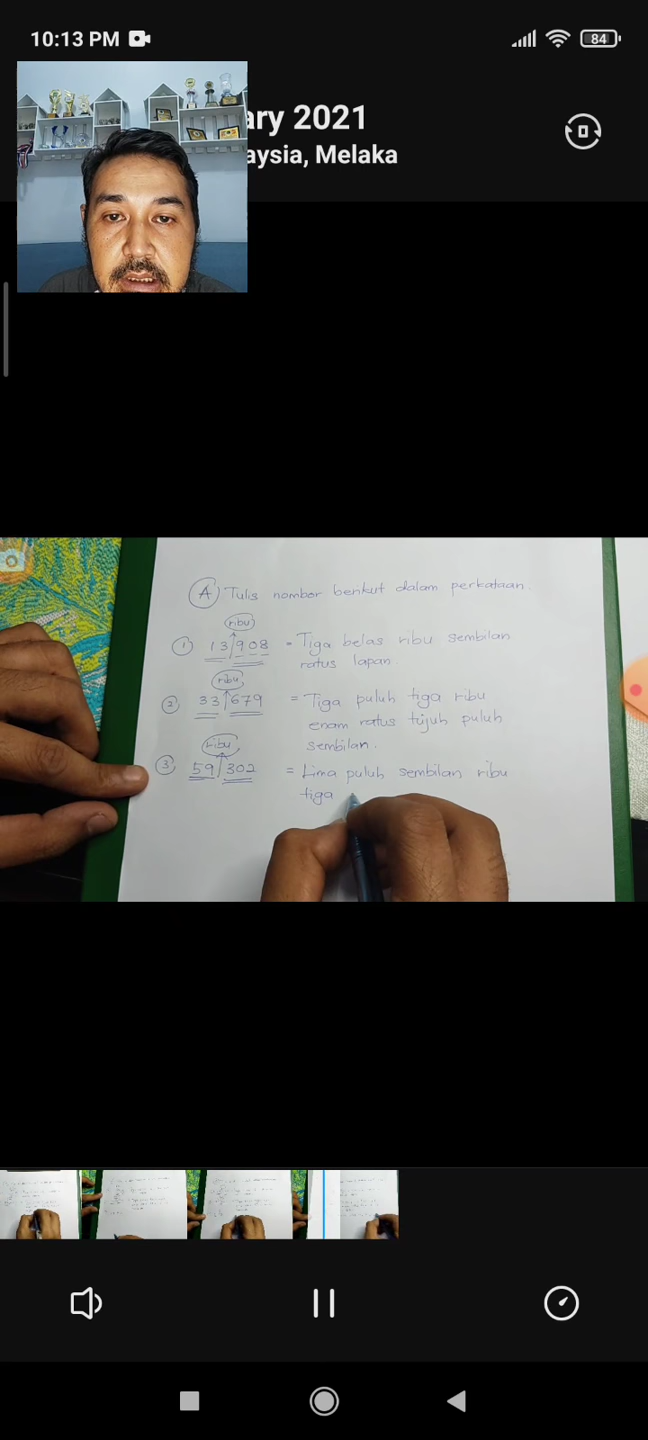 10:13 PM
84
ary 2021
aysia, Melaka
A Tulis nombor berikut dalam perkataan.
ribu
1 13/908 = Tiga belas ribu sembilan
ratus lapan.
ribu
2 33/679 = Tiga puluh tiga ribu
enam ratus tujuh puluh
sembilan.
ribu
3 59/302 = Lima puluh sembilan ribu
tiga